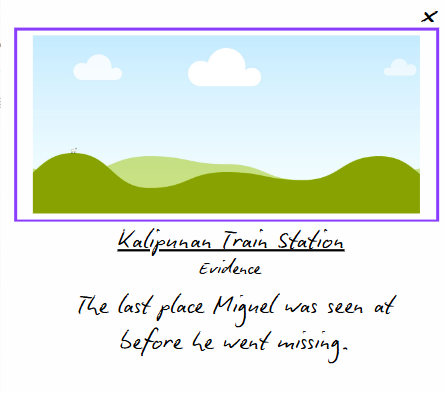 ×
Kalipunan Train Station
Evidence
The last place Miguel was seen at
before he went missing.